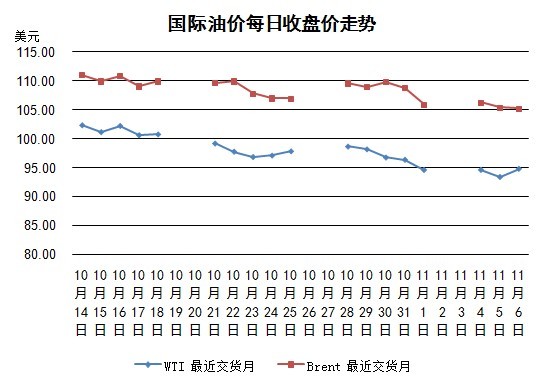 国际油价每日收盘价走势
美元
115.00
110.00
105.00
100.00
95.00
90.00
85.00
80.00
10月14日
10月15日
10月16日
10月17日
10月18日
10月19日
10月20日
10月21日
10月22日
10月23日
10月24日
10月25日
10月26日
10月27日
10月28日
10月29日
10月30日
10月31日
11月1日
11月2日
11月3日
11月4日
11月5日
11月6日
WTI 最近交货月 Brent 最近交货月